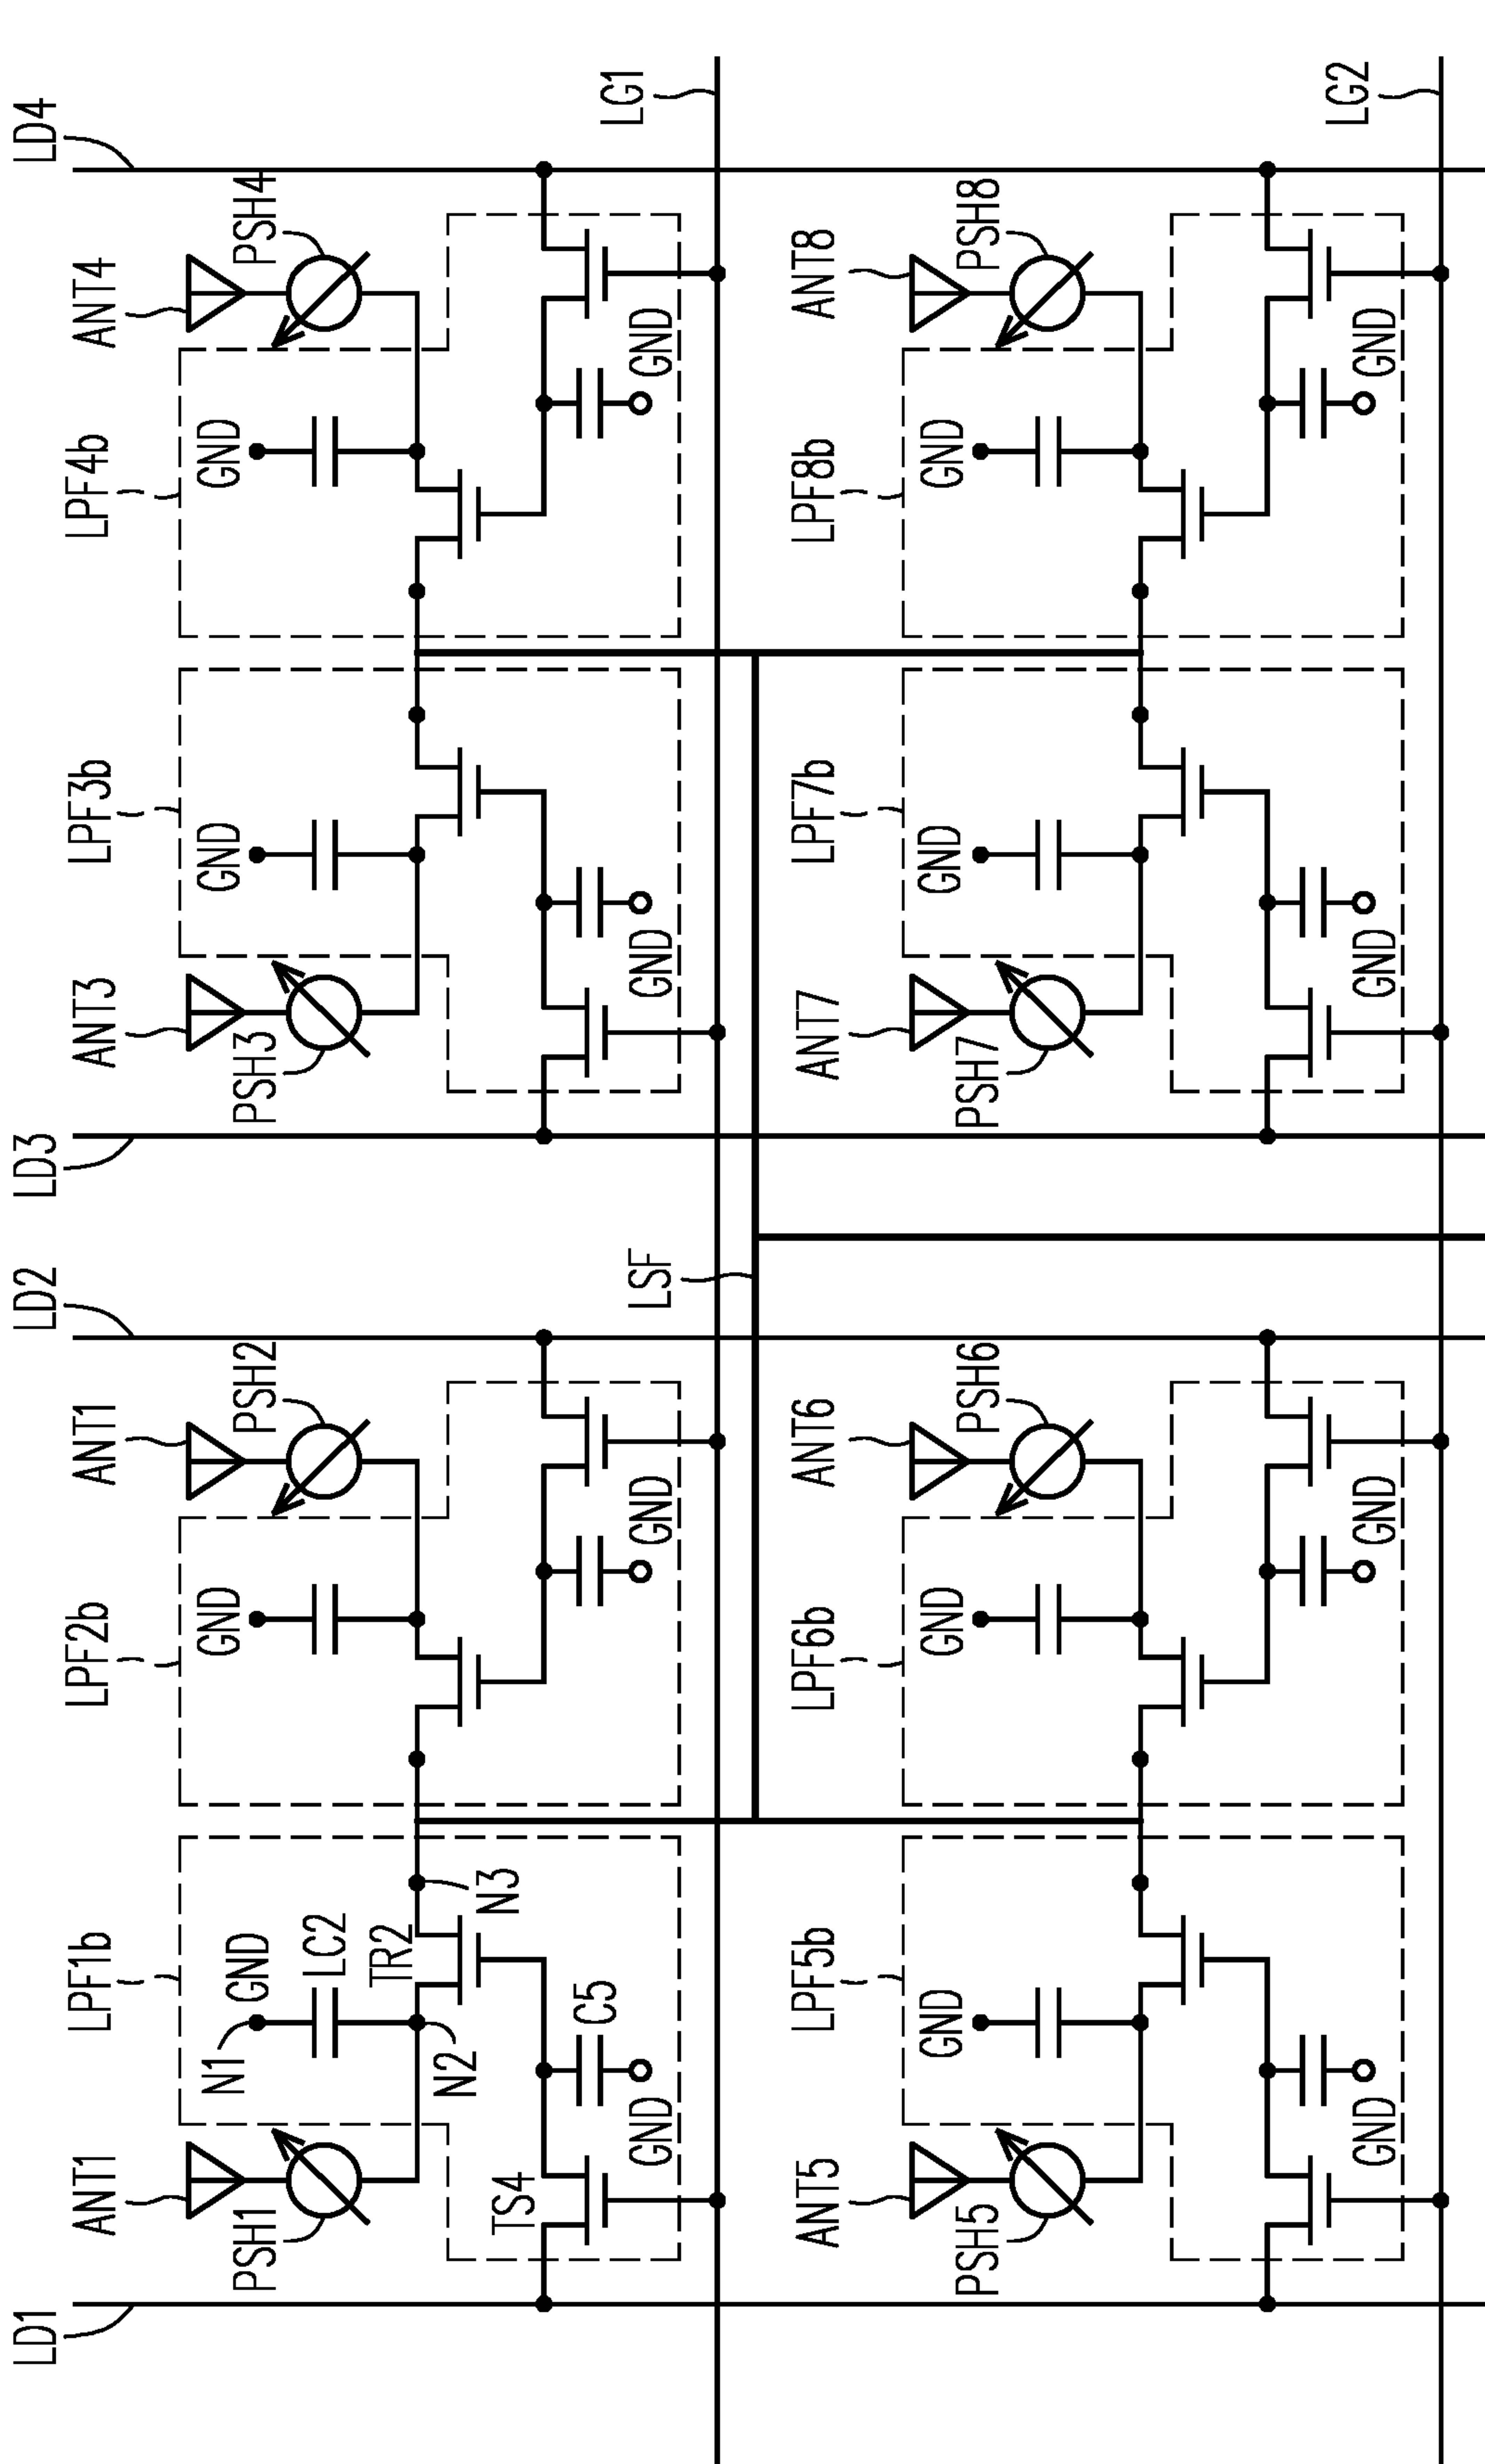 LD1
LD2
LD3
LD4
ANT1
LPF1b
LPF2b
ANT1
ANT3
LPF3b
LPF4b
ANT4
PSH1
N1
GND
GND
PSH2
PSH3
GND
GND
PSH4
LC2
TR2
N2
N3
TS4
C5
GND
GND
GND
GND
LSF
LG1
ANT5
LPF5b
LPF6b
ANT6
ANT7
LPF7b
LPF8b
ANT8
PSH5
GND
GND
PSH6
PSH7
GND
GND
PSH8
GND
GND
GND
GND
LG2